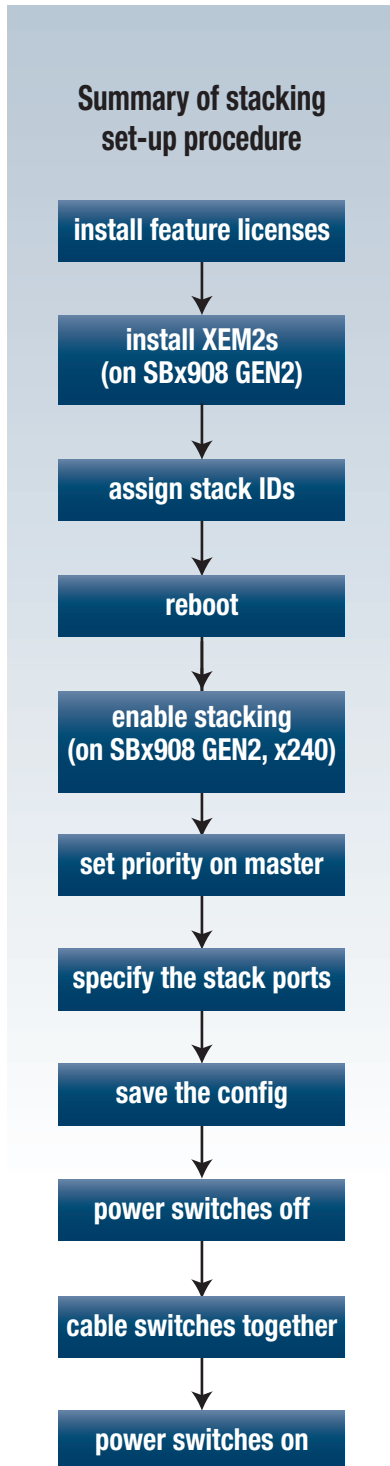 Summary of stacking
set-up procedure
install feature licenses
install XEM2s
(on SBx908 GEN2)
assign stack IDs
reboot
enable stacking
(on SBx908 GEN2, x240)
set priority on master
specify the stack ports
save the config
power switches off
cable switches together
power switches on